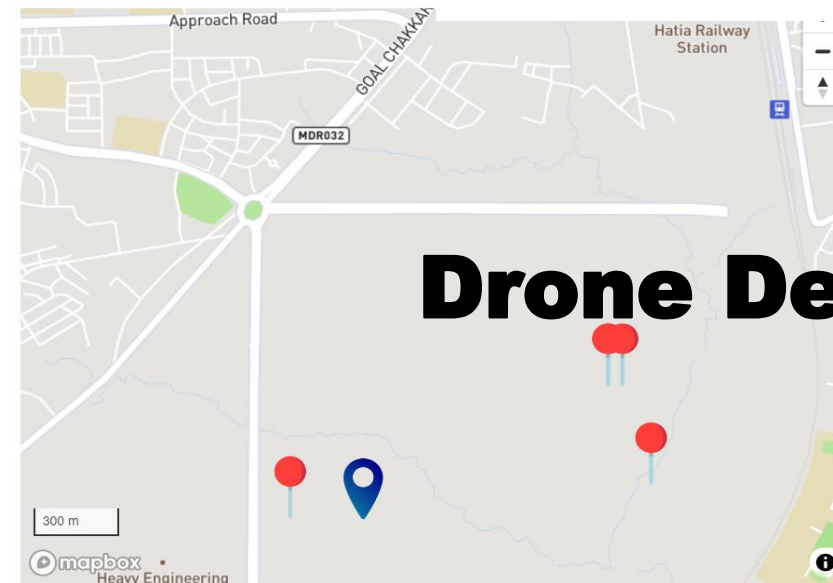 Approach Road
GOAL CHAKKAR
Hatia Railway
Station
MDR032
Drone De
300 m
mapbox
Heavy Engineering